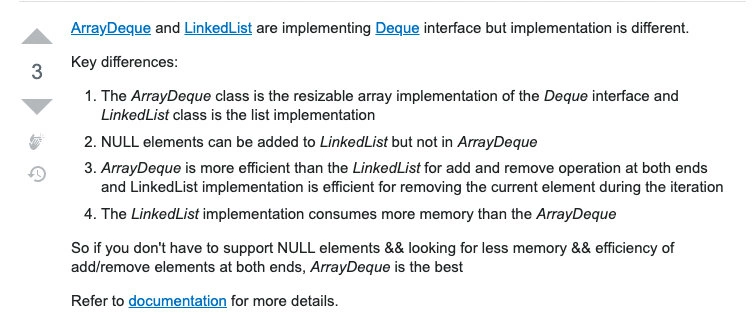 ArrayDeque and LinkedList are implementing Deque interface but implementation is different.
3
Key differences:
1. The ArrayDeque class is the resizable array implementation of the Deque interface and
LinkedList class is the list implementation
2. NULL elements can be added to LinkedList but not in ArrayDeque
3. ArrayDeque is more efficient than the LinkedList for add and remove operation at both ends
and LinkedList implementation is efficient for removing the current element during the iteration
4. The LinkedList implementation consumes more memory than the ArrayDeque
So if you don't have to support NULL elements && looking for less memory && efficiency of
add/remove elements at both ends, ArrayDeque is the best
Refer to documentation for more details.